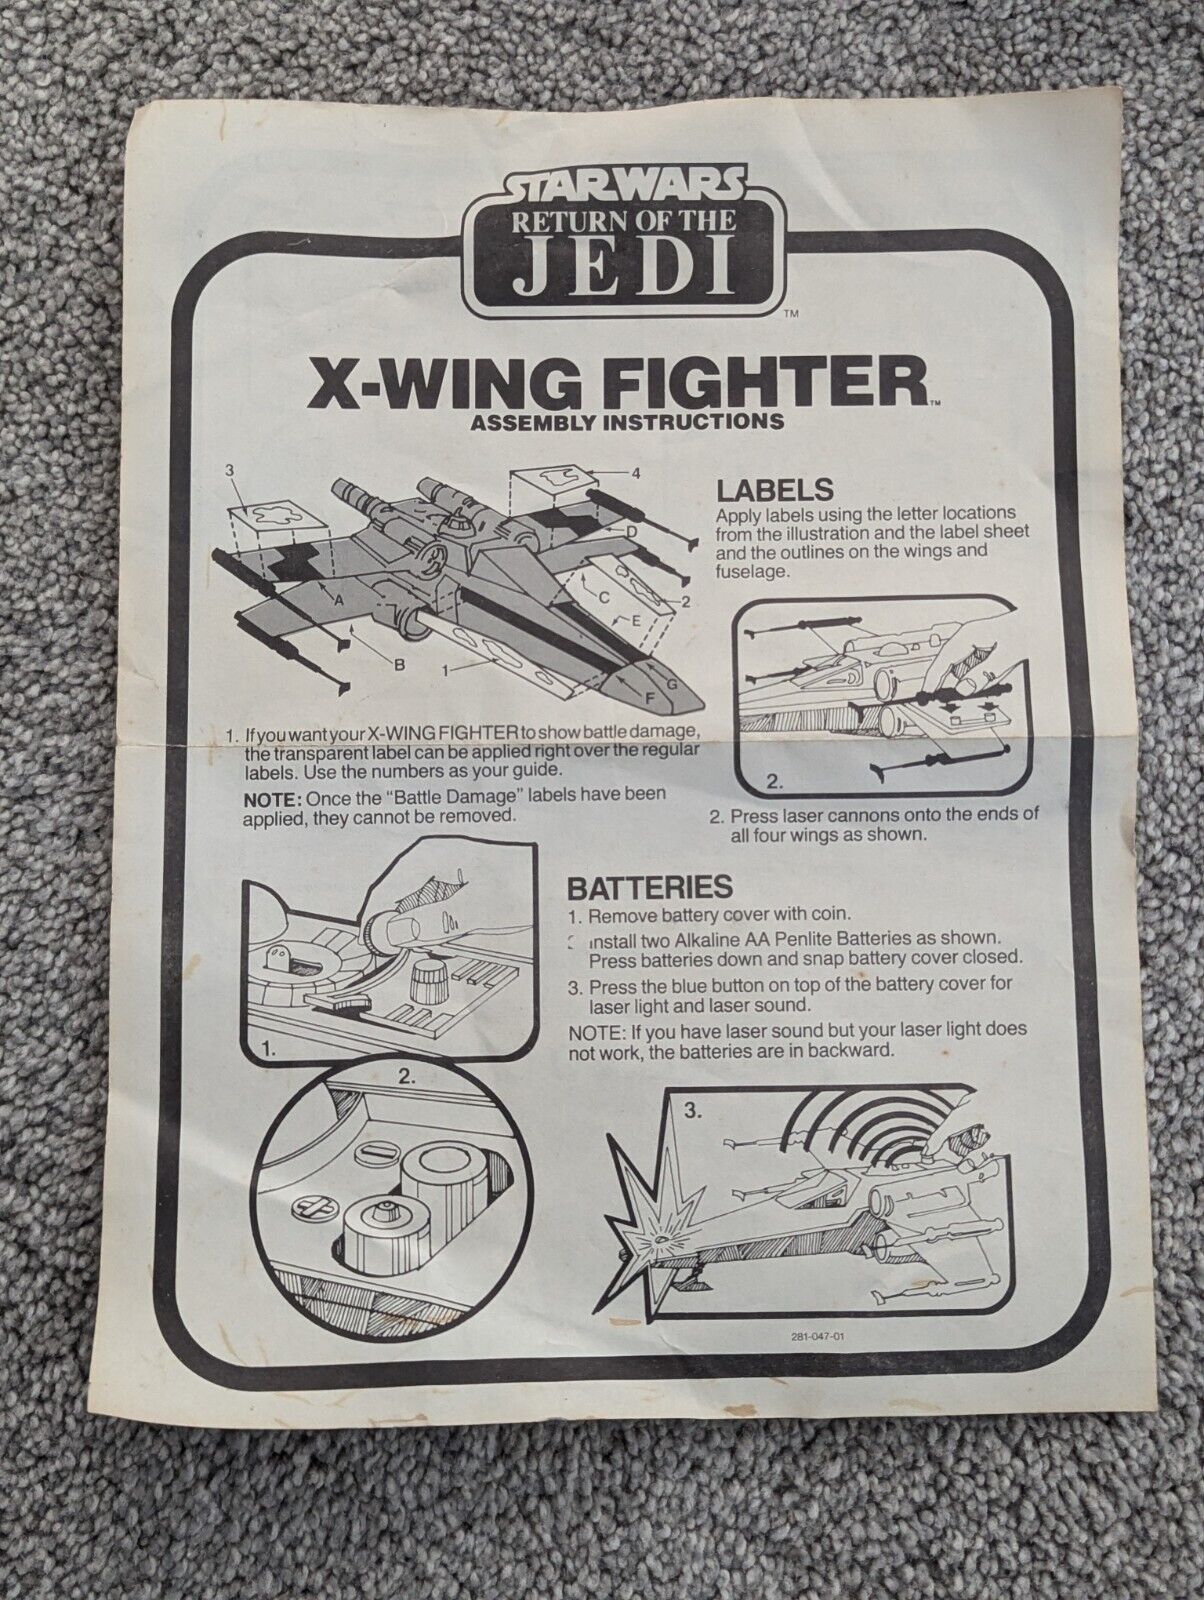 STAR WARS
RETURN OF THE
JEDI
TM
X-WING FIGHTER TM
ASSEMBLY INSTRUCTIONS
3
4
D
A
C
2
E
B
1
G
F
LABELS
Apply labels using the letter locations
from the illustration and the label sheet
and the outlines on the wings and
fuselage.
1. If you want your X-WING FIGHTER to show battle damage,
the transparent label can be applied right over the regular
labels. Use the numbers as your guide.
NOTE: Once the "Battle Damage" labels have been
applied, they cannot be removed.
2.
2. Press laser cannons onto the ends of
all four wings as shown.
1.
BATTERIES
1. Remove battery cover with coin.
install two Alkaline AA Penlite Batteries as shown.
Press batteries down and snap battery cover closed.
3. Press the blue button on top of the battery cover for
laser light and laser sound.
NOTE: If you have laser sound but your laser light does
not work, the batteries are in backward.
2.
3.
281-047-01